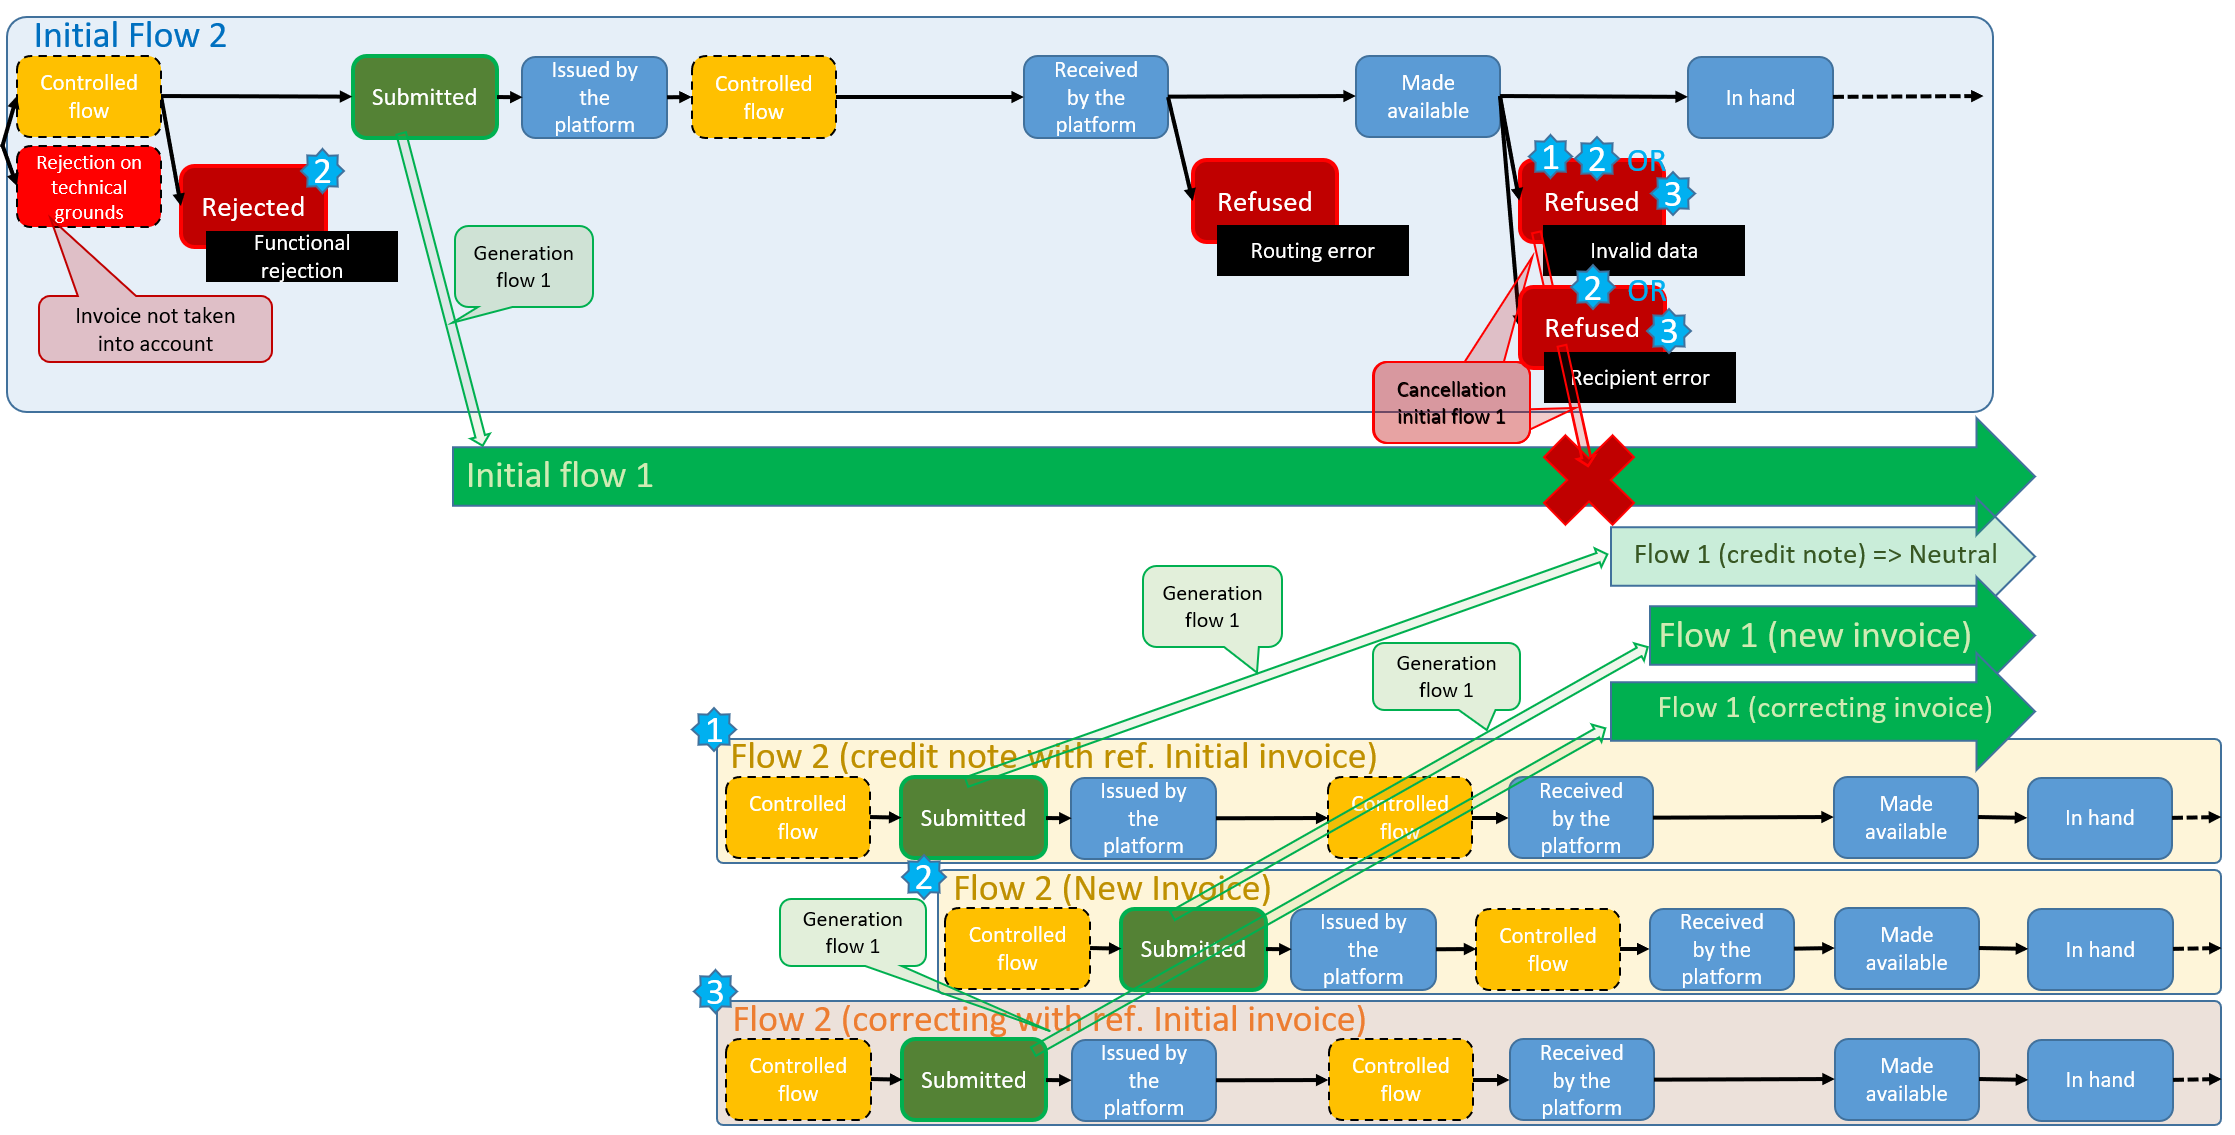 Initial Flow 2
Controlled
flow
Submitted
Issued by
the
platform
Controlled
flow
Received
by the
platform
Made
available
In hand
Rejection on
technical
grounds
2
Rejected
Functional
rejection
Invoice not taken
into account
Generation
flow 1
Refused
Routing error
1
2
OR
3
Refused
Invalid data
2
OR
3
Refused
Recipient error
Cancellation
initial flow 1
Initial flow 1
Flow 1 (credit note) => Neutral
Generation
flow 1
Flow 1 (new invoice)
Generation
flow 1
Flow 1 (correcting invoice)
1
Flow 2 (credit note with ref. Initial invoice)
Controlled
flow
Submitted
Issued by
the
platform
Controlled
flow
Received
by the
platform
Made
available
In hand
2
Flow 2 (New Invoice)
Generation
flow 1
Controlled
flow
Submitted
Issued by
the
platform
Controlled
flow
Received
by the
platform
Made
available
In hand
3
Flow 2 (correcting with ref. Initial invoice)
Controlled
flow
Submitted
Issued by
the
platform
Controlled
flow
Received
by the
platform
Made
available
In hand